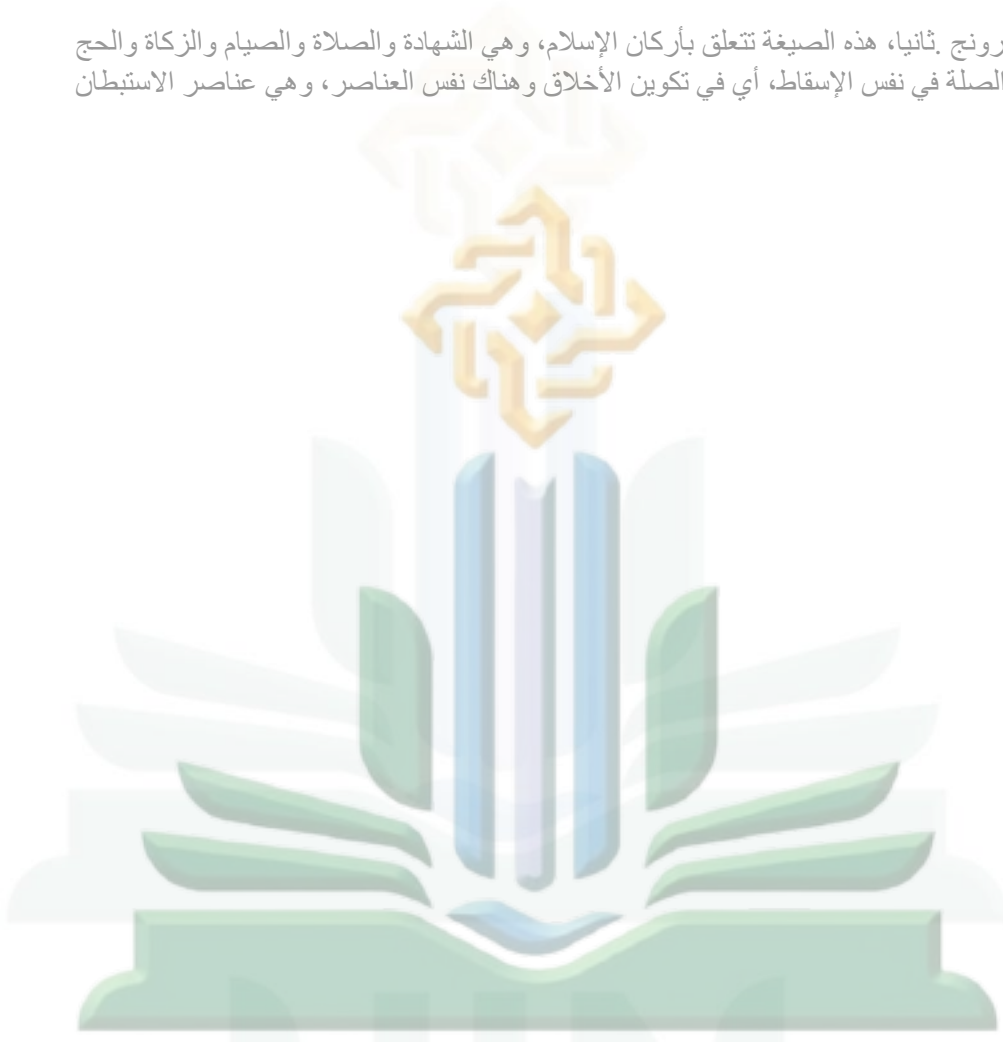 رونج .ثانيا، هذه الصيغة تتعلق بأركان الإسلام، وهي الشهادة والصلاة والصيام والزكاة والحج
الصلة في نفس الإسقاط، أي في تكوين الأخلاق وهناك نفس العناصر، وهي عناصر الاستبطان